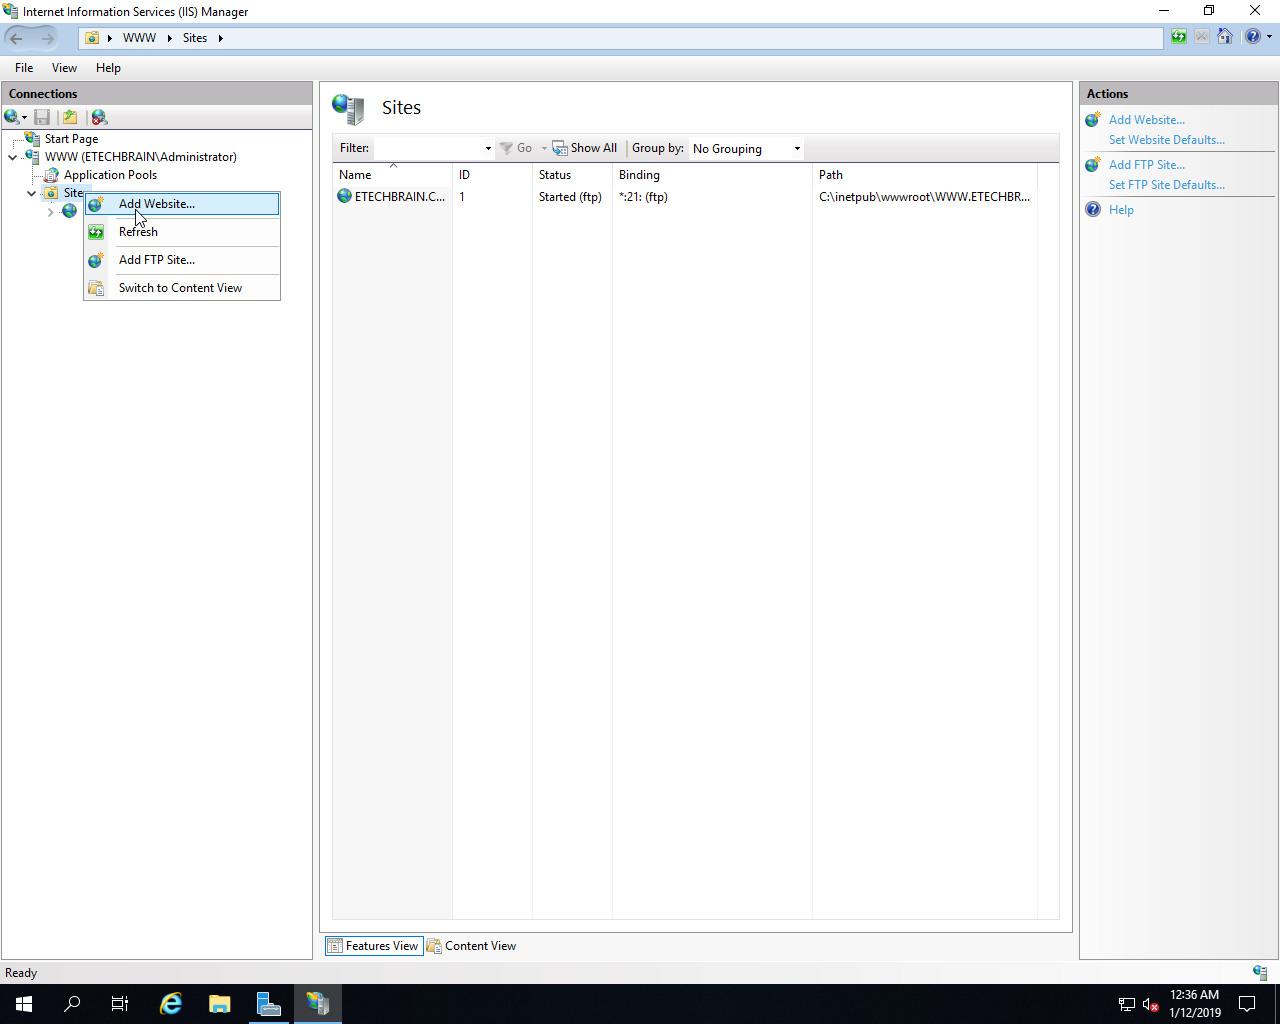 Internet Information Services (IIS) Manager
WWW
Sites
File
View
Help
Connections
Start Page
WWW (ETECHBRAIN\Administrator)
Application Pools
Add Website...
Refresh
Add FTP Site...
Switch to Content View
Sites
Filter:
Go
Show All
Group by:
No Grouping
Name
ID
Status
Binding
Path
ETECHBRAIN.C...
1
Started (ftp)
*:21: (ftp)
C:\inetpub\wwwroot\WWW.ETECHBR...
Features View
Content View
Actions
Add Website...
Set Website Defaults...
Add FTP Site...
Set FTP Site Defaults...
Help
Ready
12:36 AM
1/12/2019